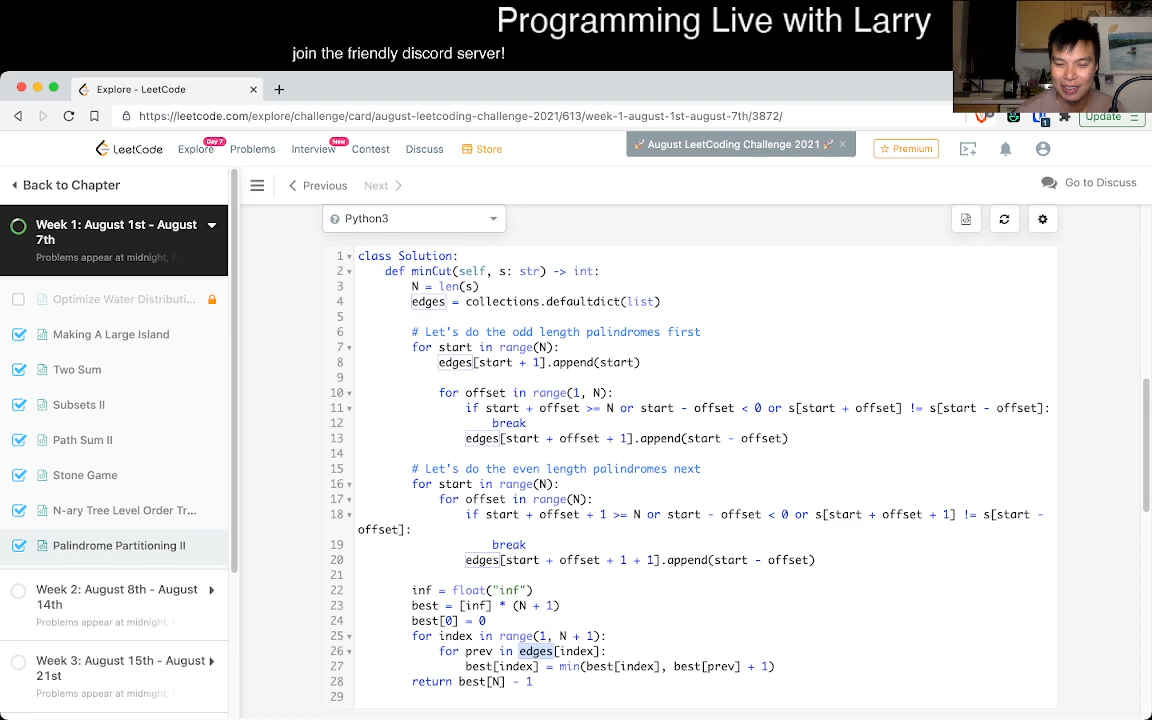 Programming Live with Larry
join the friendly discord server!
Explore - LeetCode
https://leetcode.com/explore/challenge/card/august-leetcoding-challenge-2021/613/week-1-august-1st-august-7th/3872/
Update
LeetCode
Explore
Day 7
Problems
Interview
New
Contest
Discuss
Store
August LeetCoding Challenge 2021
Premium
Back to Chapter
Previous
Next
Go to Discuss
Week 1: August 1st - August
7th
Problems appear at midnight,
Optimize Water Distributi...
Making A Large Island
Two Sum
Subsets II
Path Sum II
Stone Game
N-ary Tree Level Order Tr...
Palindrome Partitioning II
Week 2: August 8th - August
14th
Problems appear at midnight,
Week 3: August 15th - August
21st
Problems appear at midnight,
Python3
1 class Solution:
2     def minCut(self, s: str) -> int:
3         N = len(s)
4         edges = collections.defaultdict(list)
5
6         # Let's do the odd length palindromes first
7         for start in range(N):
8             edges[start + 1].append(start)
9
10             for offset in range(1, N):
11                 if start + offset >= N or start - offset < 0 or s[start + offset] != s[start - offset]:
12                     break
13                 edges[start + offset + 1].append(start - offset)
14
15         # Let's do the even length palindromes next
16         for start in range(N):
17             for offset in range(N):
18                 if start + offset + 1 >= N or start - offset < 0 or s[start + offset + 1] != s[start -
offset]:
19                     break
20                 edges[start + offset + 1 + 1].append(start - offset)
21
22         inf = float("inf")
23         best = [inf] * (N + 1)
24         best[0] = 0
25         for index in range(1, N + 1):
26             for prev in edges[index]:
27                 best[index] = min(best[index], best[prev] + 1)
28         return best[N] - 1
29